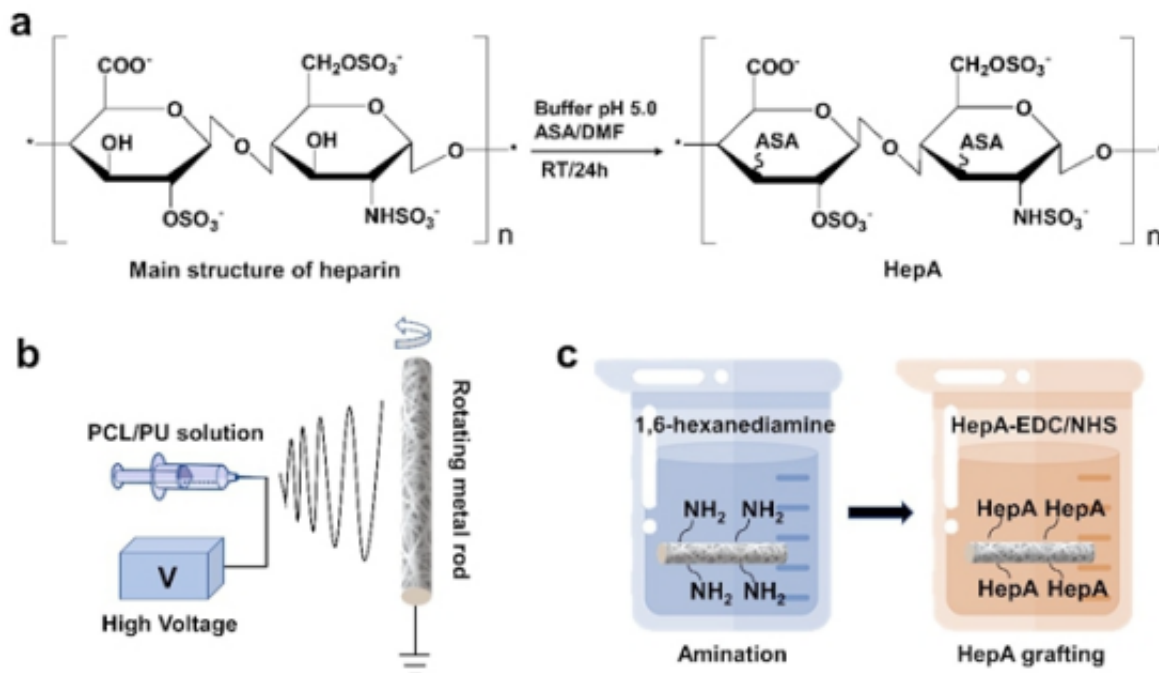 a
COO⁻
CH₂OSO₃⁻
O
O
OH
O
OH
O
*
*
OSO₃⁻
NHSO₃⁻
n
Main structure of heparin
Buffer pH 5.0
ASA/DMF
RT/24h
COO⁻
CH₂OSO₃⁻
O
O
ASA
O
ASA
O
*
*
OSO₃⁻
NHSO₃⁻
n
HepA
b
PCL/PU solution
V
High Voltage
Rotating metal rod
c
1,6-hexanediamine
NH₂
NH₂
NH₂
NH₂
Amination
HepA-EDC/NHS
HepA
HepA
HepA
HepA
HepA grafting